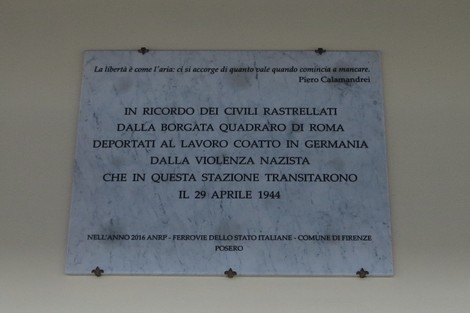 La libertà è come l'aria: ci si accorge di quanto vale quando comincia a mancare.
Piero Calamandrei
IN RICORDO DEI CIVILI RASTRELLATI
DALLA BORGATA QUADRARO DI ROMA
DEPORTATI AL LAVORO COATTO IN GERMANIA
DALLA VIOLENZA NAZISTA
CHE IN QUESTA STAZIONE TRANSITARONO
IL 29 APRILE 1944
NELL'ANNO 2016 ANRP - FERROVIE DELLO STATO ITALIANE - COMUNE DI FIRENZE
POSERO